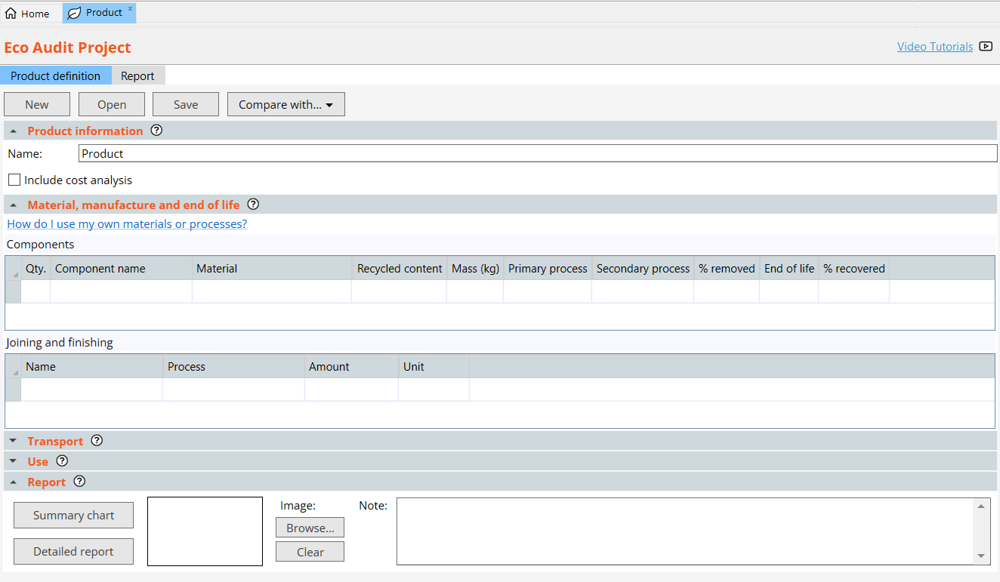 Home Product x
Eco Audit Project
Video Tutorials
Product definition Report
New Open Save Compare with...
Product information ?
Name: Product
Include cost analysis
Material, manufacture and end of life ?
How do I use my own materials or processes?
Components
Qty. Component name Material Recycled content Mass (kg) Primary process Secondary process % removed End of life % recovered
Joining and finishing
Name Process Amount Unit
Transport ?
Use ?
Report ?
Summary chart
Detailed report
Image:
Browse...
Clear
Note: